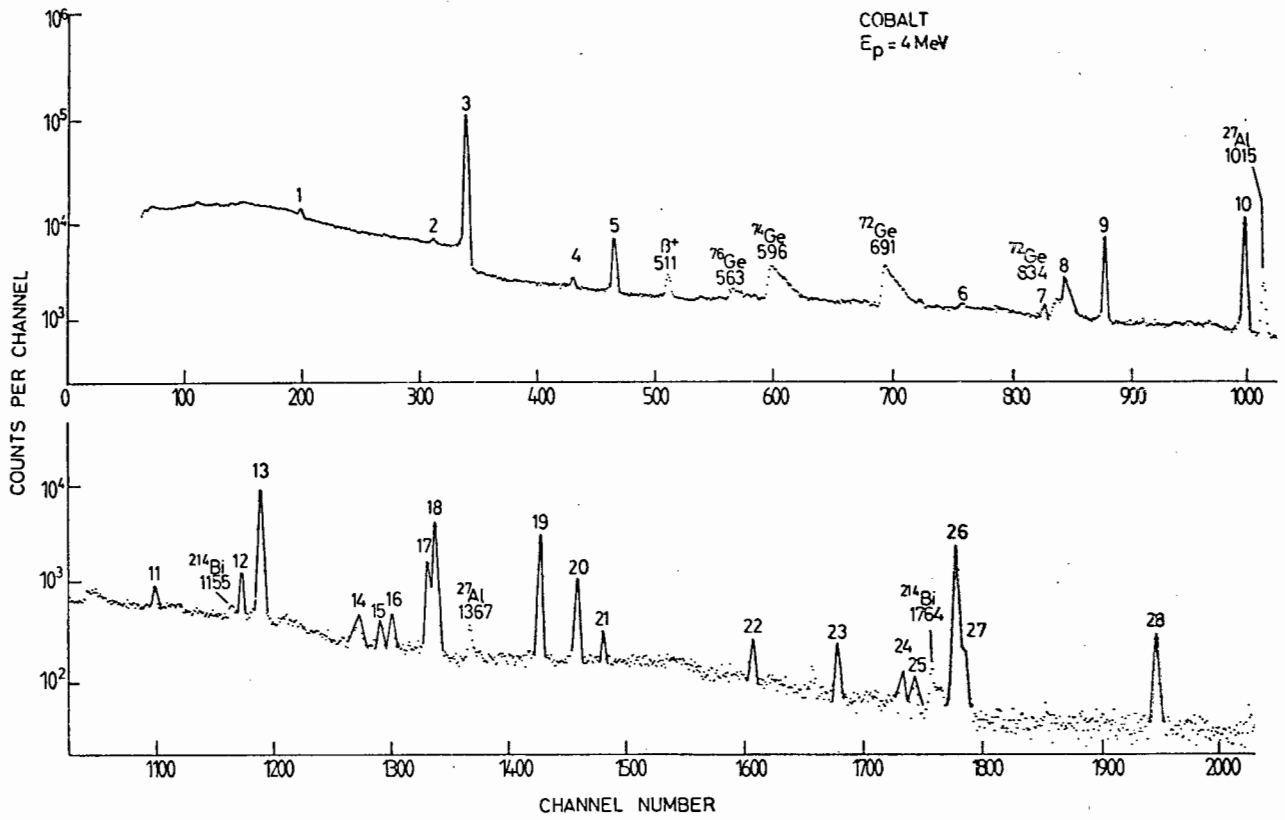 COBALT
Ep = 4 MeV
COUNTS PER CHANNEL
10⁶
10⁵
10⁴
10³
1
2
3
4
5
β⁺
511
⁷⁶Ge
563
⁷⁴Ge
596
⁷²Ge
691
6
⁷²Ge
834
7
8
9
10
²⁷Al
1015
0 100 200 300 400 500 600 700 800 900 1000
10⁴
10³
10²
11
²¹⁴Bi
1155
12
13
14
15
16
17
18
²⁷Al
1367
19
20
21
22
23
24
25
²¹⁴Bi
1764
26
27
28
1100 1200 1300 1400 1500 1600 1700 1800 1900 2000
CHANNEL NUMBER